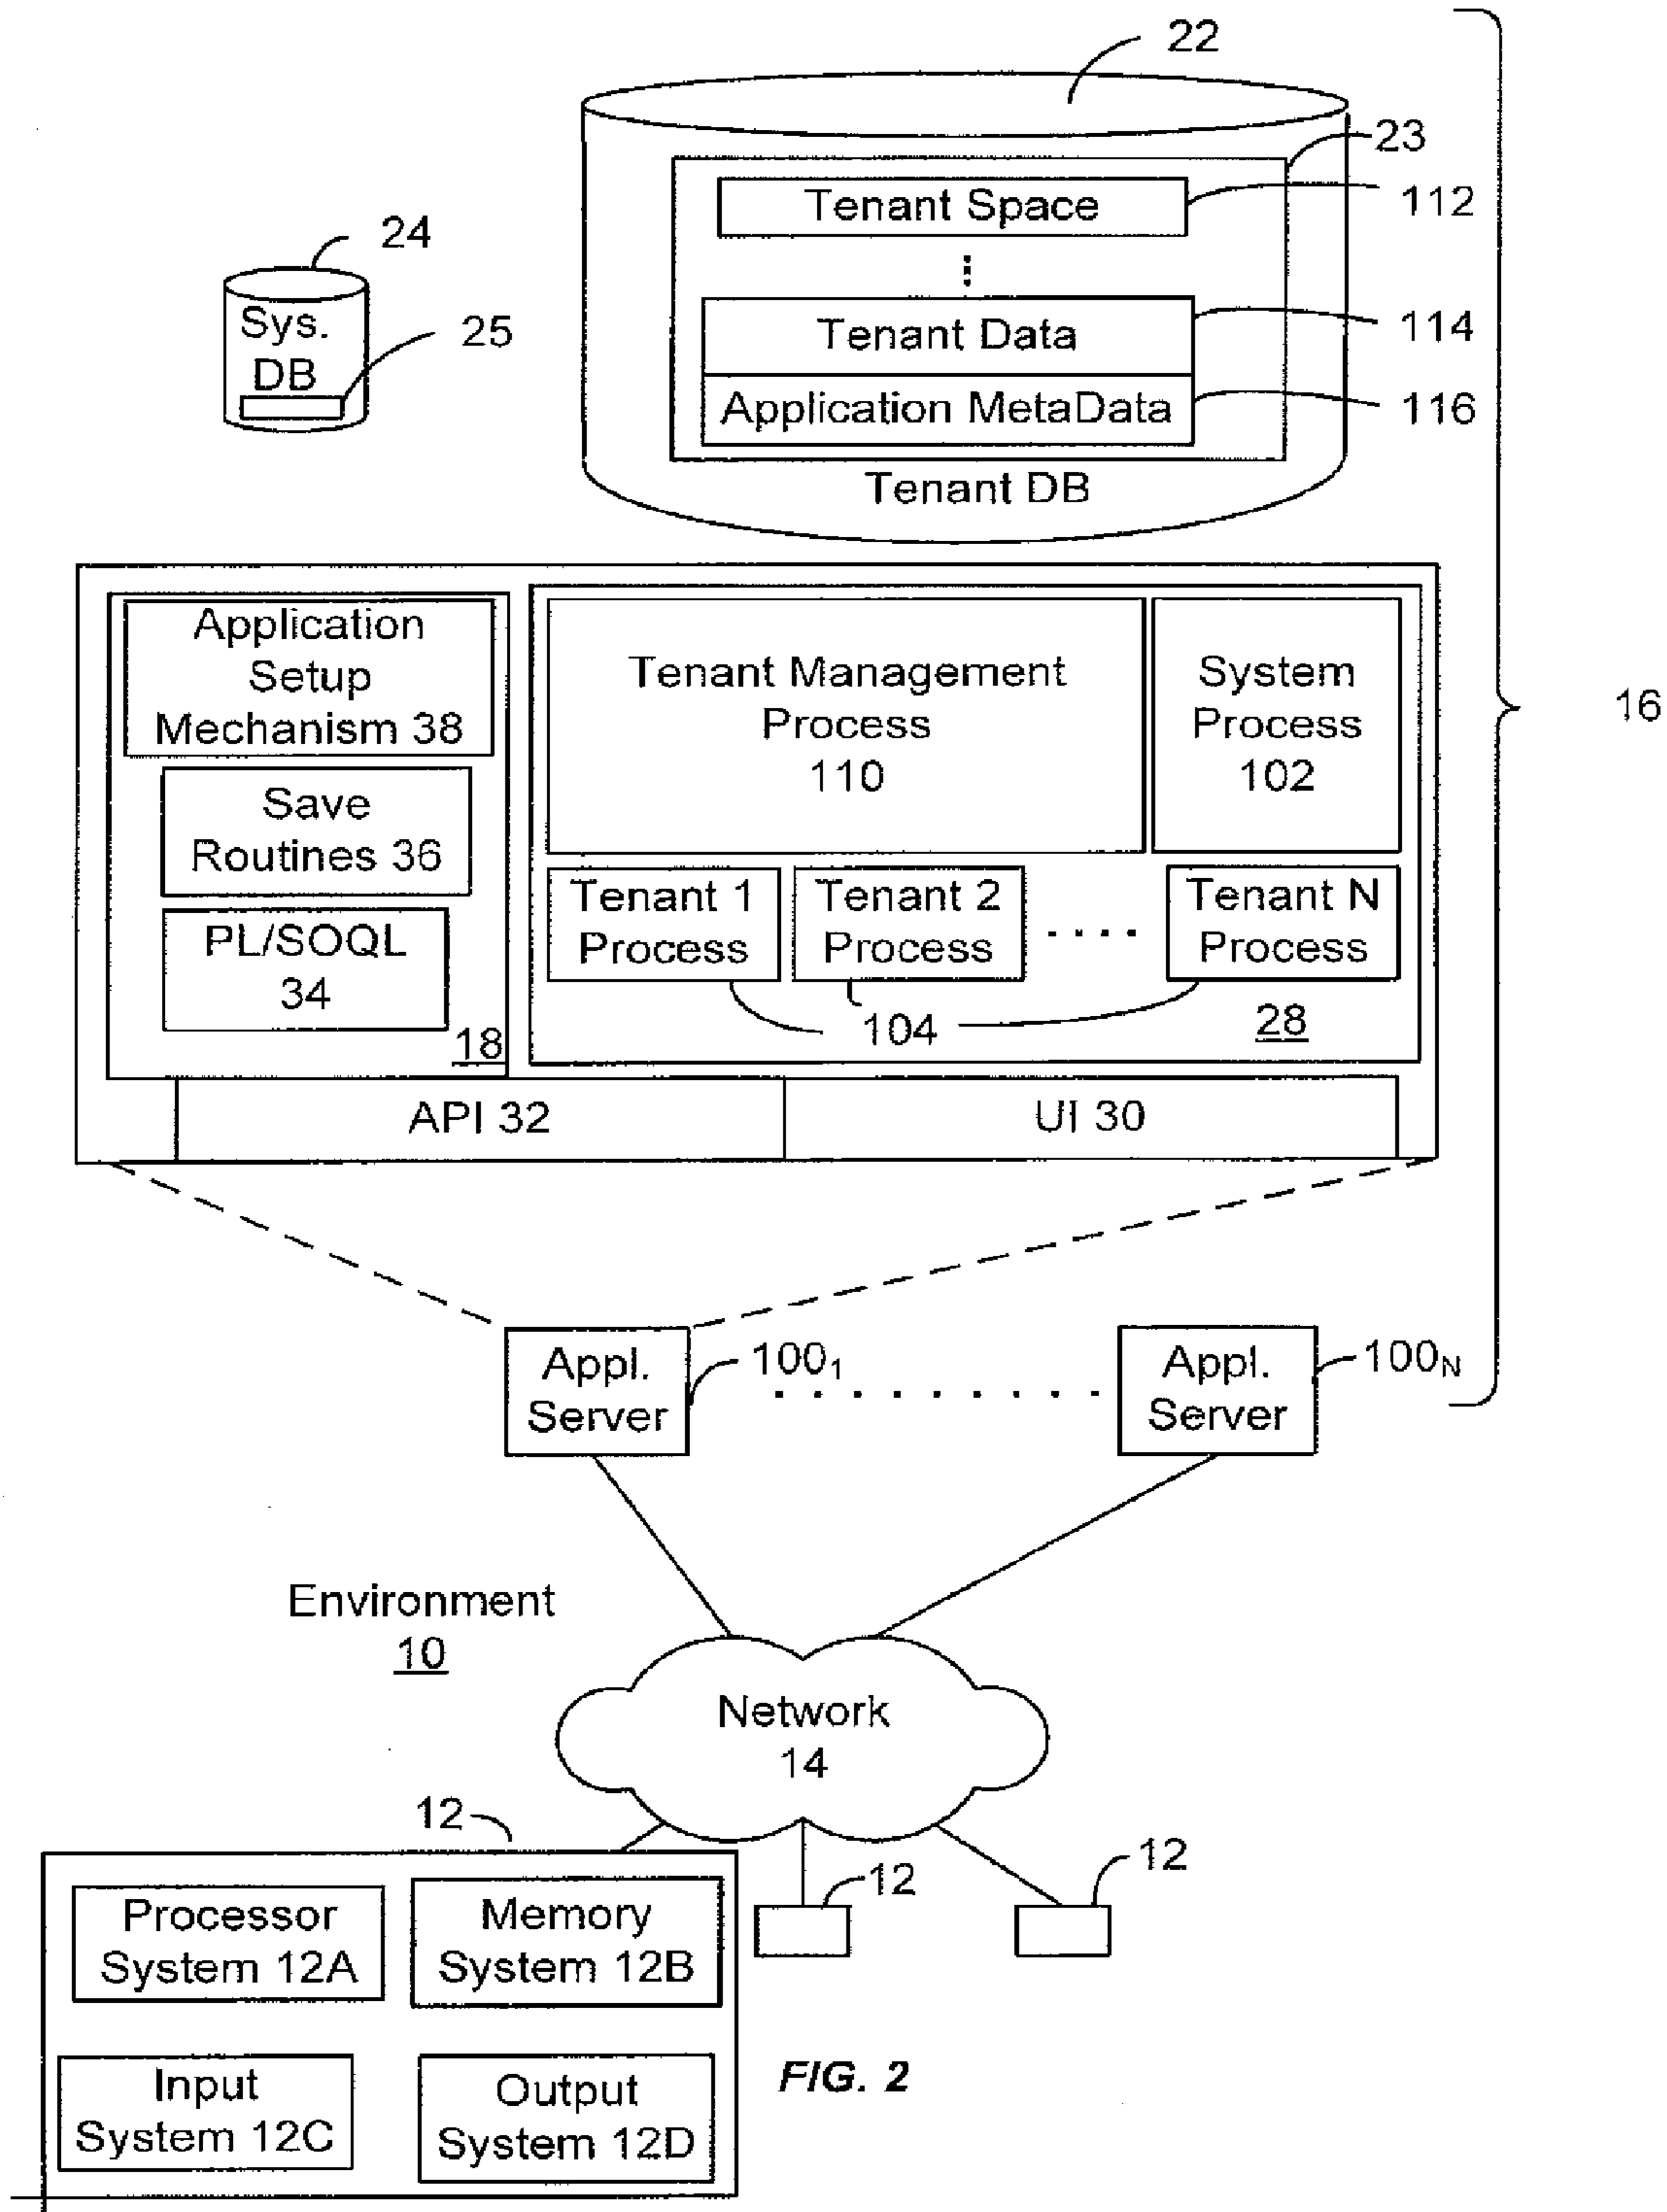 22
23
Tenant Space
112
24
Sys.
DB
25
Tenant Data
114
Application MetaData
116
Tenant DB
16
Application
Setup
Mechanism 38
Save
Routines 36
PL/SOQL
34
18
Tenant Management
Process
110
System
Process
102
Tenant 1
Process
Tenant 2
Process
Tenant N
Process
104
28
API 32
UI 30
Appl.
Server
100₁
Appl.
Server
100N
Environment
10
Network
14
12
12
12
Processor
System 12A
Memory
System 12B
Input
System 12C
Output
System 12D
FIG. 2